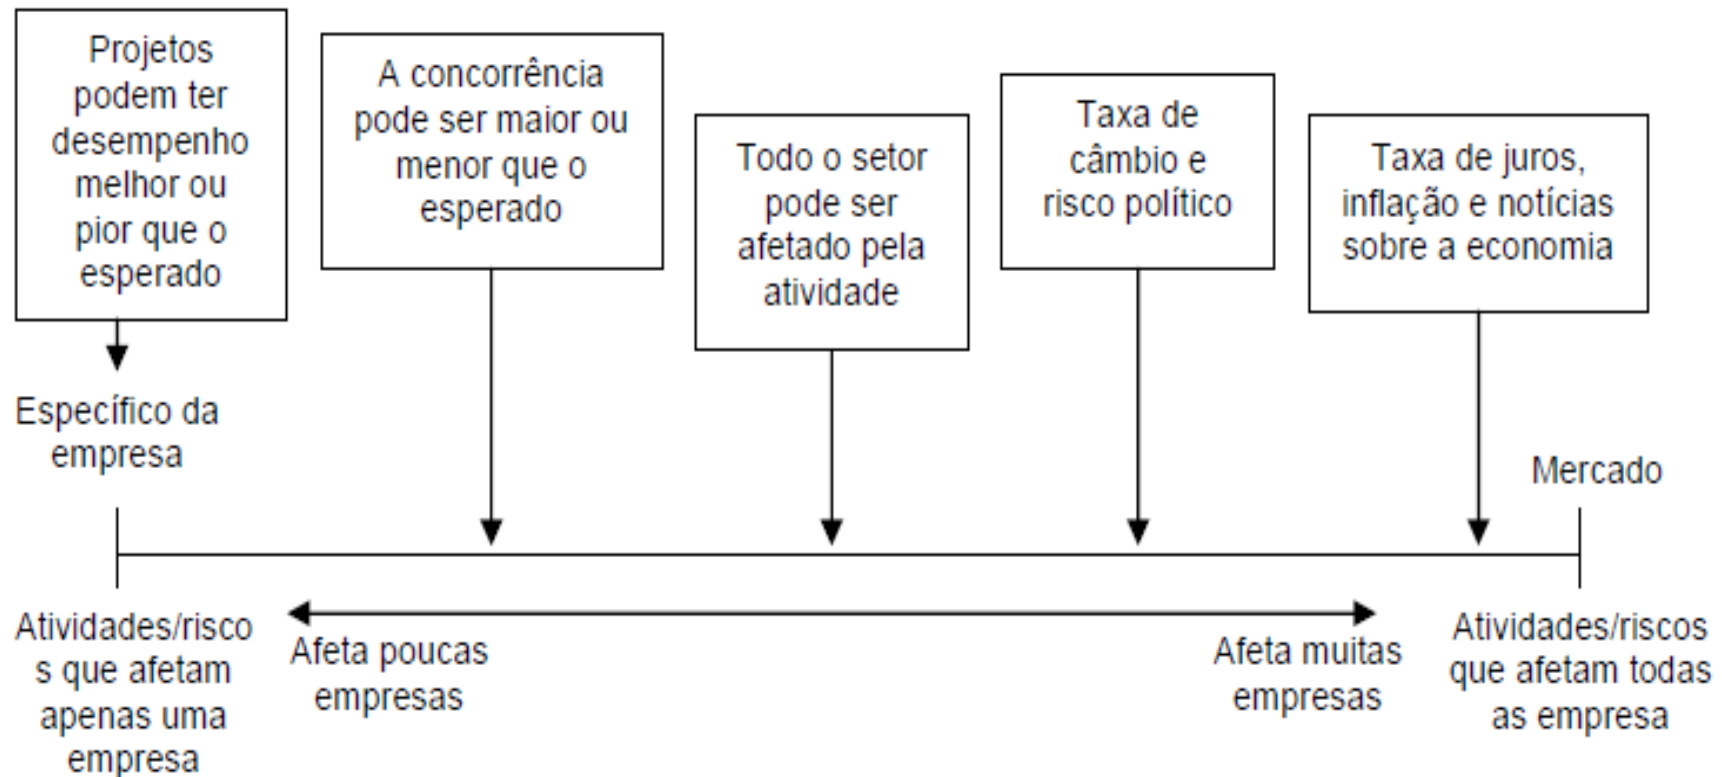 Projetos
podem ter
desempenho
melhor ou
pior que o
esperado
A concorrência
pode ser maior ou
menor que o
esperado
Todo o setor
pode ser
afetado pela
atividade
Taxa de
câmbio e
risco político
Taxa de juros,
inflação e notícias
sobre a economia
Específico da
empresa
Mercado
Atividades/risco
s que afetam
apenas uma
empresa
Afeta poucas
empresas
Afeta muitas
empresas
Atividades/riscos
que afetam todas
as empresa